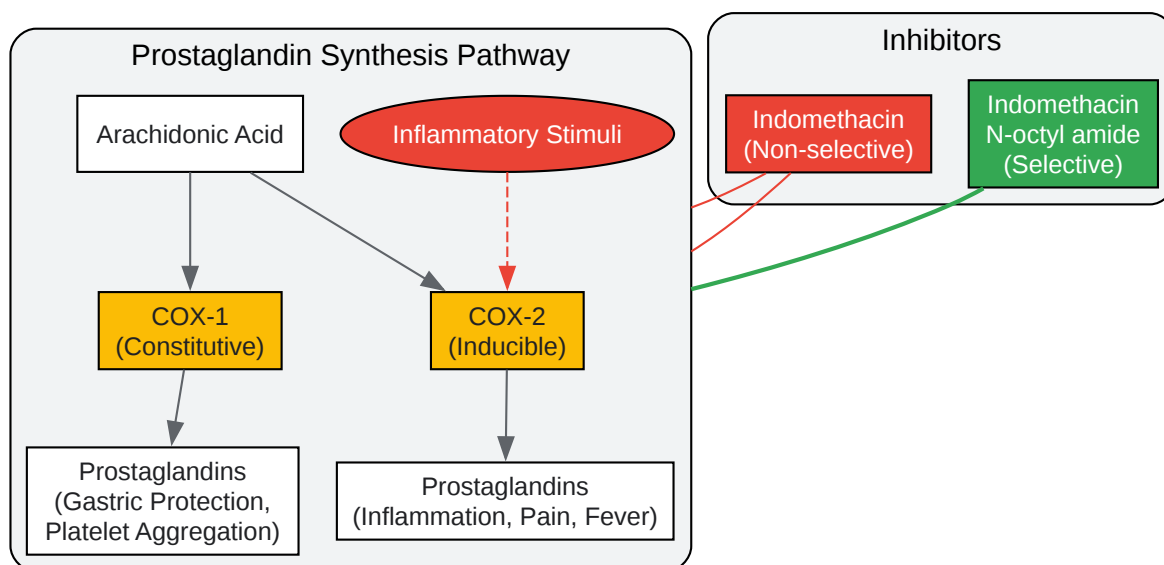 Prostaglandin Synthesis Pathway
Inhibitors
Arachidonic Acid
Inflammatory Stimuli
Indomethacin
(Non-selective)
Indomethacin
N-octyl amide
(Selective)
COX-1
(Constitutive)
COX-2
(Inducible)
Prostaglandins
(Gastric Protection,
Platelet Aggregation)
Prostaglandins
(Inflammation, Pain, Fever)